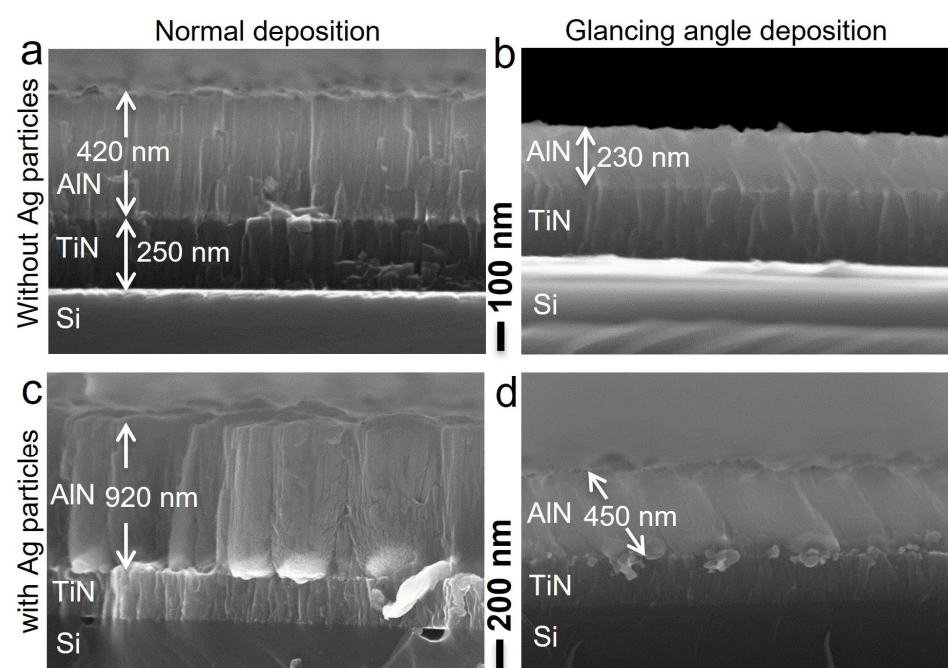 Normal deposition
Glancing angle deposition
a
b
Without Ag particles
420 nm
AlN
TiN
250 nm
Si
AlN
230 nm
TiN
Si
100 nm
c
d
with Ag particles
AlN 920 nm
TiN
Si
AlN 450 nm
TiN
Si
200 nm